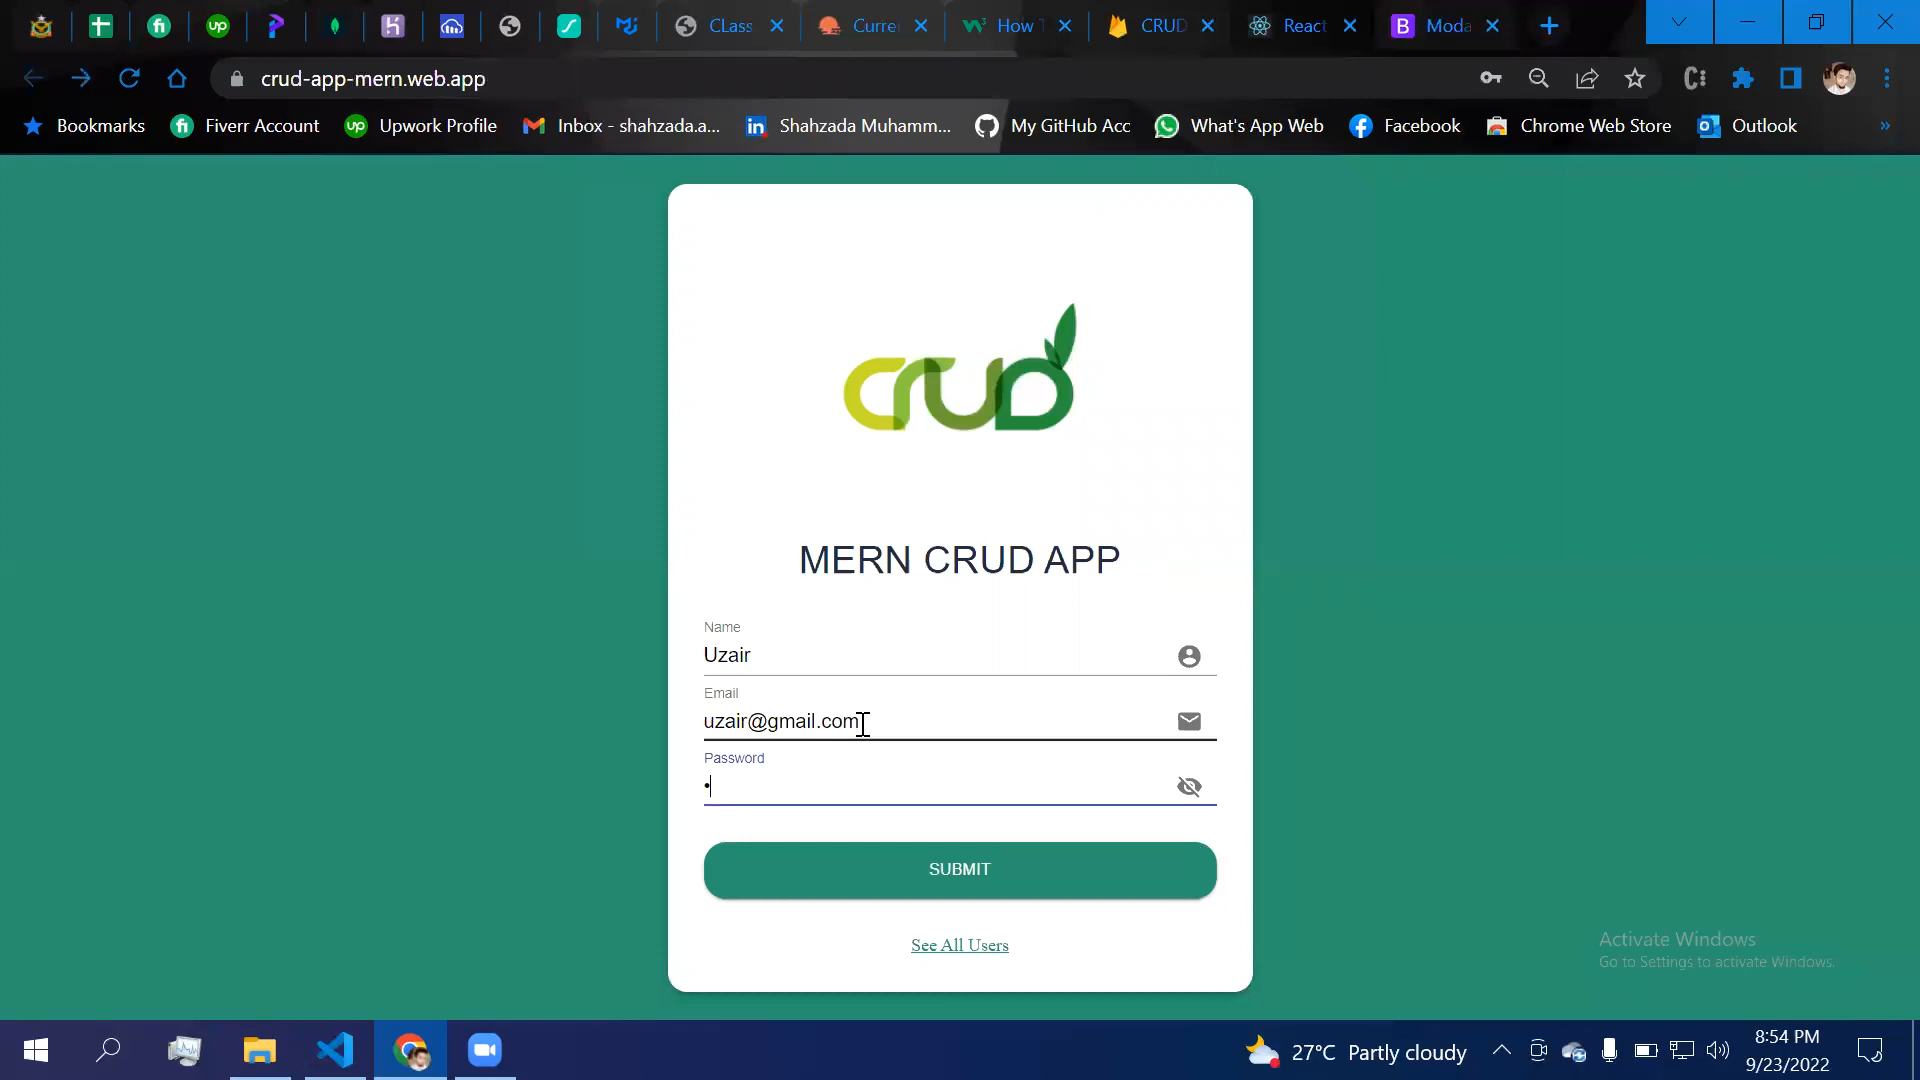 CLass
Curre
How T
CRUD
React
Moda
crud-app-mern.web.app
Bookmarks
Fiverr Account
Upwork Profile
Inbox - shahzada.a...
Shahzada Muhamm...
My GitHub Acc
What's App Web
Facebook
Chrome Web Store
Outlook
crud
MERN CRUD APP
Name
Uzair
Email
uzair@gmail.com
Password
SUBMIT
See All Users
Activate Windows
Go to Settings to activate Windows.
27°C Partly cloudy
8:54 PM
9/23/2022